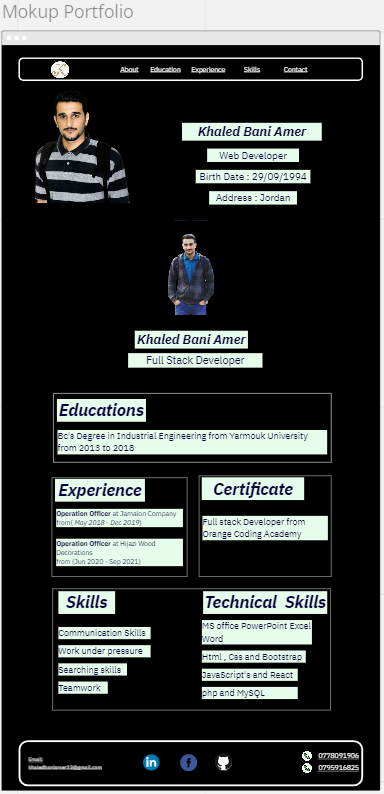 Mokup Portfolio
About Education Experience Skills Contact
Khaled Bani Amer
Web Developer
Birth Date : 29/09/1994
Address : Jordan
Khaled Bani Amer
Full Stack Developer
Educations
Bc's Degree in Industrial Engineering from Yarmouk University
from 2013 to 2018
Experience
Operation Officer at Jamalon Company
from( May 2018 - Dec 2019)
Operation Officer at Hijazi Wood
Decorations
from (Jun 2020 - Sep 2021)
Certificate
Full stack Developer from
Orange Coding Academy
Skills
Communication Skills
Work under pressure
Searching skills
Teamwork
Technical Skills
MS office PowerPoint Excel
Word
Html , Css and Bootstrap
JavaScript's and React
php and MySQL
Email:
khaledbaniamer23@gmail.com
in
f
0778091906
0795916825